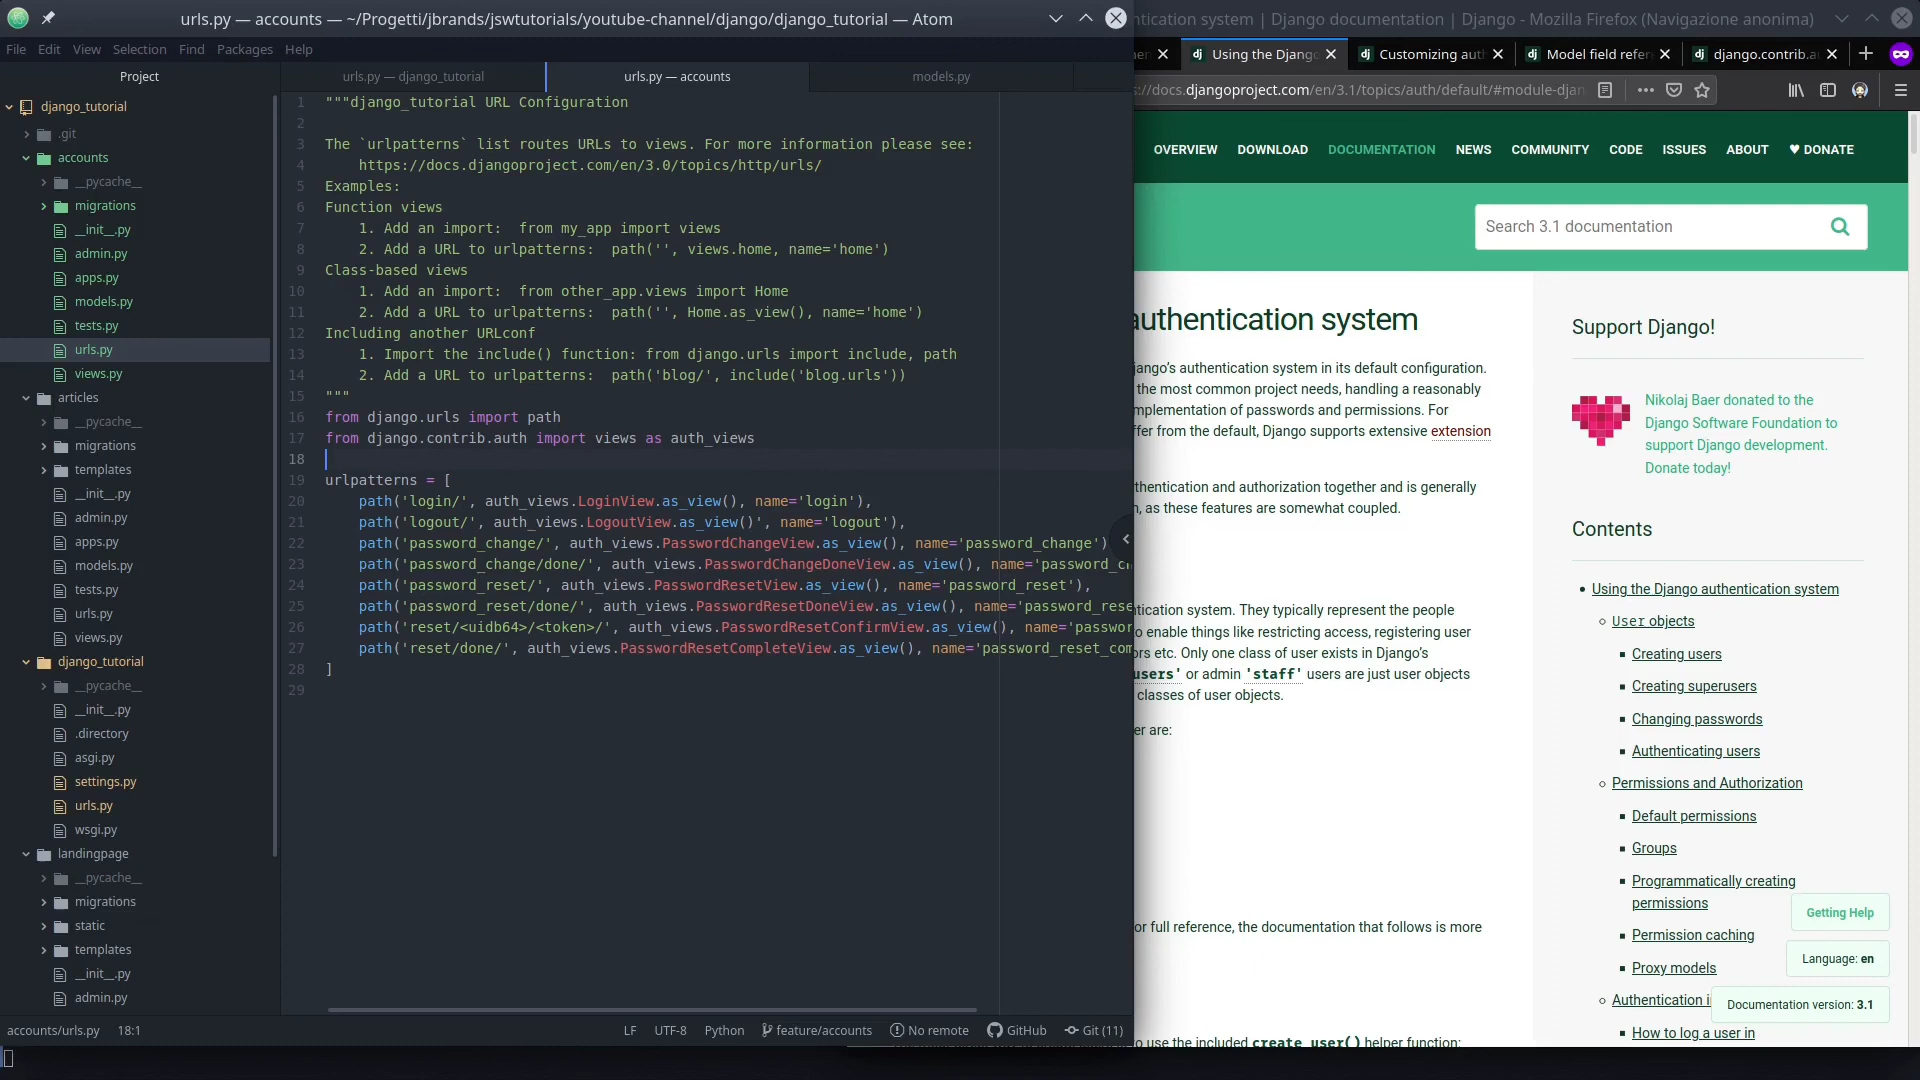 urls.py — accounts — ~/Progetti/jbrands/jswtutorials/youtube-channel/django/django_tutorial — Atom
File Edit View Selection Find Packages Help
Project
django_tutorial
.git
accounts
__pycache__
migrations
__init__.py
admin.py
apps.py
models.py
tests.py
urls.py
views.py
articles
__pycache__
migrations
templates
__init__.py
admin.py
apps.py
models.py
tests.py
urls.py
views.py
django_tutorial
__pycache__
__init__.py
.directory
asgi.py
settings.py
urls.py
wsgi.py
landingpage
__pycache__
migrations
static
templates
__init__.py
admin.py
urls.py — django_tutorial
urls.py — accounts
models.py
1 """django_tutorial URL Configuration
2
3 The `urlpatterns` list routes URLs to views. For more information please see:
4     https://docs.djangoproject.com/en/3.0/topics/http/urls/
5 Examples:
6 Function views
7     1. Add an import:  from my_app import views
8     2. Add a URL to urlpatterns:  path('', views.home, name='home')
9 Class-based views
10     1. Add an import:  from other_app.views import Home
11     2. Add a URL to urlpatterns:  path('', Home.as_view(), name='home')
12 Including another URLconf
13     1. Import the include() function: from django.urls import include, path
14     2. Add a URL to urlpatterns:  path('blog/', include('blog.urls'))
15 """
16 from django.urls import path
17 from django.contrib.auth import views as auth_views
18
19 urlpatterns = [
20     path('login/', auth_views.LoginView.as_view(), name='login'),
21     path('logout/', auth_views.LogoutView.as_view()', name='logout'),
22     path('password_change/', auth_views.PasswordChangeView.as_view(), name='password_change')
23     path('password_change/done/', auth_views.PasswordChangeDoneView.as_view(), name='password_c
24     path('password_reset/', auth_views.PasswordResetView.as_view(), name='password_reset'),
25     path('password_reset/done/', auth_views.PasswordResetDoneView.as_view(), name='password_rese
26     path('reset/<uidb64>/<token>/', auth_views.PasswordResetConfirmView.as_view(), name='passwor
27     path('reset/done/', auth_views.PasswordResetCompleteView.as_view(), name='password_reset_com
28 ]
29
accounts/urls.py 18:1 LF UTF-8 Python feature/accounts No remote GitHub Git (11)
ntication system | Django documentation | Django - Mozilla Firefox (Navigazione anonima)
Using the Djang
Customizing aut
Model field refer
django.contrib.a
s://docs.djangoproject.com/en/3.1/topics/auth/default/#module-djan
OVERVIEW DOWNLOAD DOCUMENTATION NEWS COMMUNITY CODE ISSUES ABOUT ♥ DONATE
Search 3.1 documentation
authentication system
jango’s authentication system in its default configuration.
the most common project needs, handling a reasonably
mplementation of passwords and permissions. For
ffer from the default, Django supports extensive extension
thentication and authorization together and is generally
n, as these features are somewhat coupled.
tication system. They typically represent the people
o enable things like restricting access, registering user
ors etc. Only one class of user exists in Django’s
users' or admin 'staff' users are just user objects
classes of user objects.
er are:
or full reference, the documentation that follows is more
to use the included create_user() helper function:
Support Django!
Nikolaj Baer donated to the
Django Software Foundation to
support Django development.
Donate today!
Contents
Using the Django authentication system
User objects
Creating users
Creating superusers
Changing passwords
Authenticating users
Permissions and Authorization
Default permissions
Groups
Programmatically creating
permissions
Permission caching
Proxy models
Authentication i
How to log a user in
Getting Help
Language: en
Documentation version: 3.1